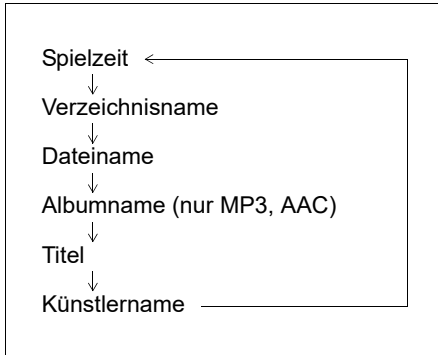 Spielzeit
Verzeichnisname
Dateiname
Albumname (nur MP3, AAC)
Titel
Künstlername